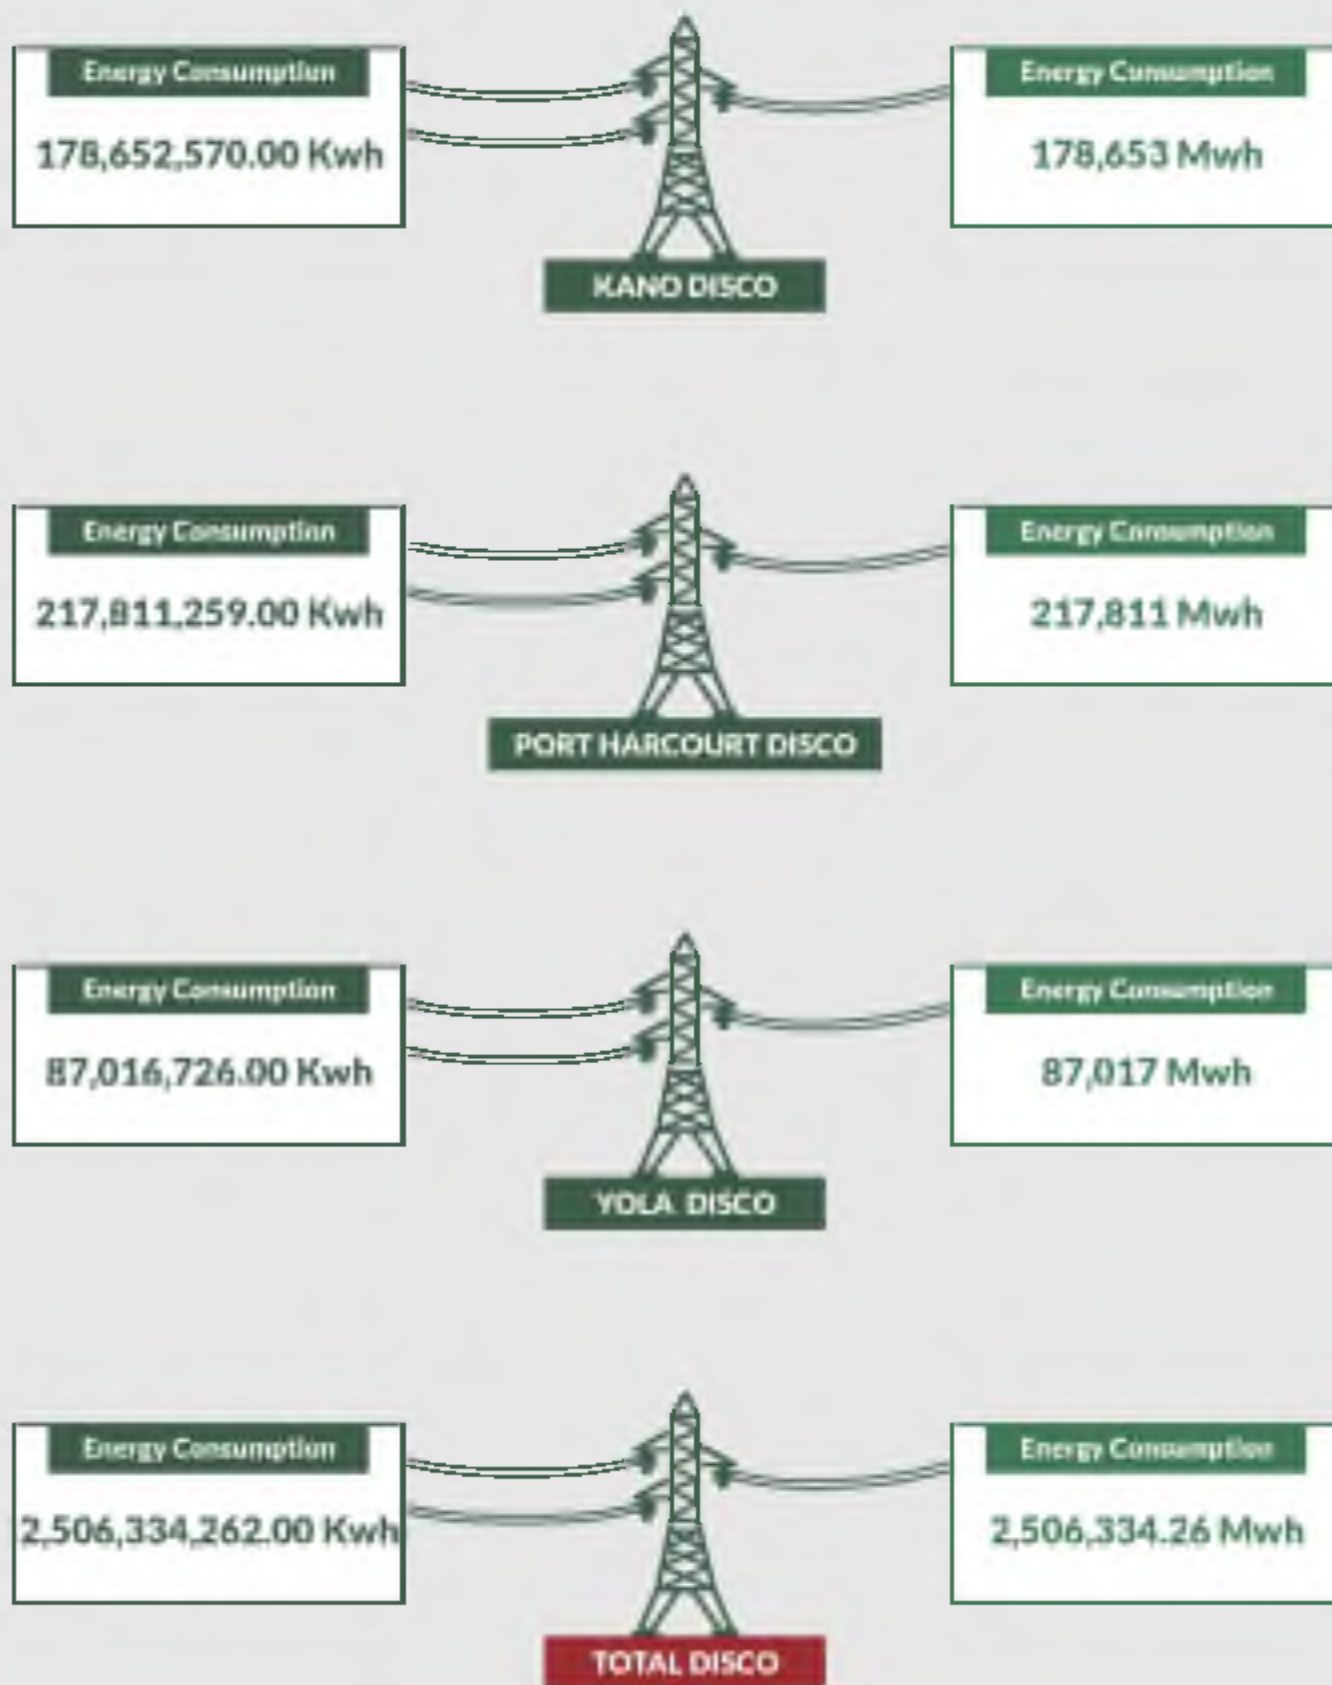 Energy Consumption
Energy Consumption
178,652,570.00 Kwh
178,653 Mwh
KANO DISCO
Energy Consumption
Energy Consumption
217,811,259.00 Kwh
217,811 Mwh
PORT HARCOURT DISCO
Energy Consumption
Energy Consumption
87,016,726.00 Kwh
87,017 Mwh
YOLA DISCO
Energy Consumption
Energy Consumption
2,506,334,262.00 Kwh
2,506,334.26 Mwh
TOTAL DISCO